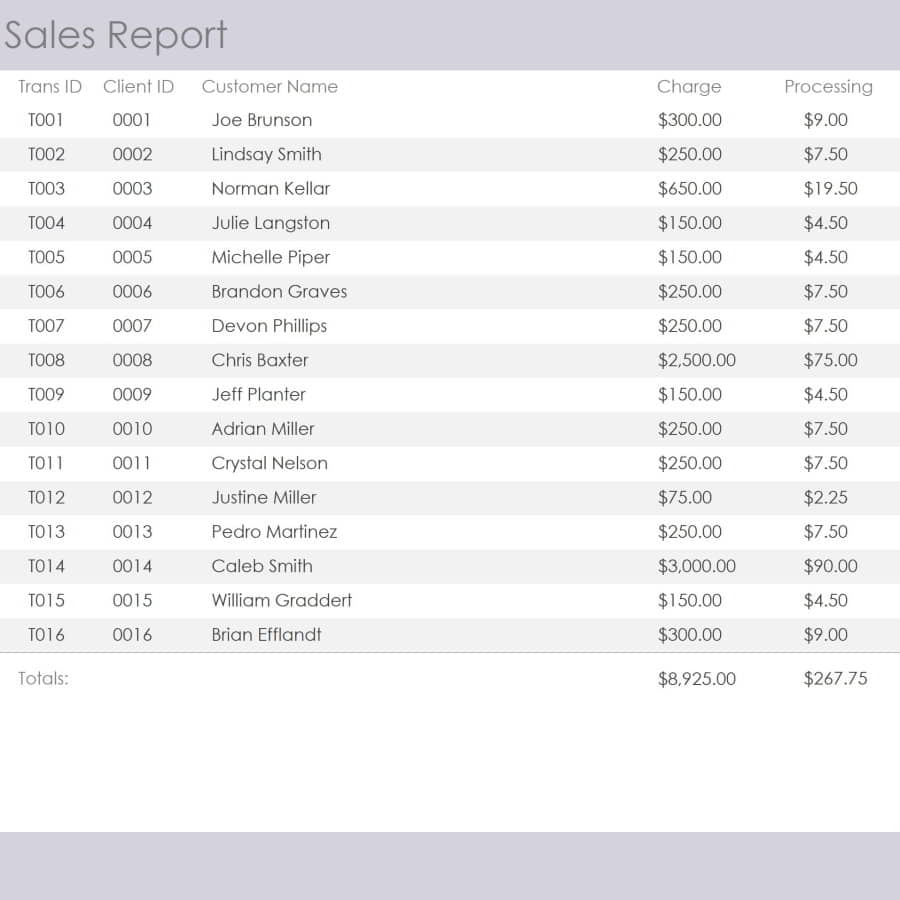 Sales Report
Trans ID Client ID Customer Name Charge Processing
T001 0001 Joe Brunson $300.00 $9.00
T002 0002 Lindsay Smith $250.00 $7.50
T003 0003 Norman Kellar $650.00 $19.50
T004 0004 Julie Langston $150.00 $4.50
T005 0005 Michelle Piper $150.00 $4.50
T006 0006 Brandon Graves $250.00 $7.50
T007 0007 Devon Phillips $250.00 $7.50
T008 0008 Chris Baxter $2,500.00 $75.00
T009 0009 Jeff Planter $150.00 $4.50
T010 0010 Adrian Miller $250.00 $7.50
T011 0011 Crystal Nelson $250.00 $7.50
T012 0012 Justine Miller $75.00 $2.25
T013 0013 Pedro Martinez $250.00 $7.50
T014 0014 Caleb Smith $3,000.00 $90.00
T015 0015 William Graddert $150.00 $4.50
T016 0016 Brian Efflandt $300.00 $9.00
Totals: $8,925.00 $267.75